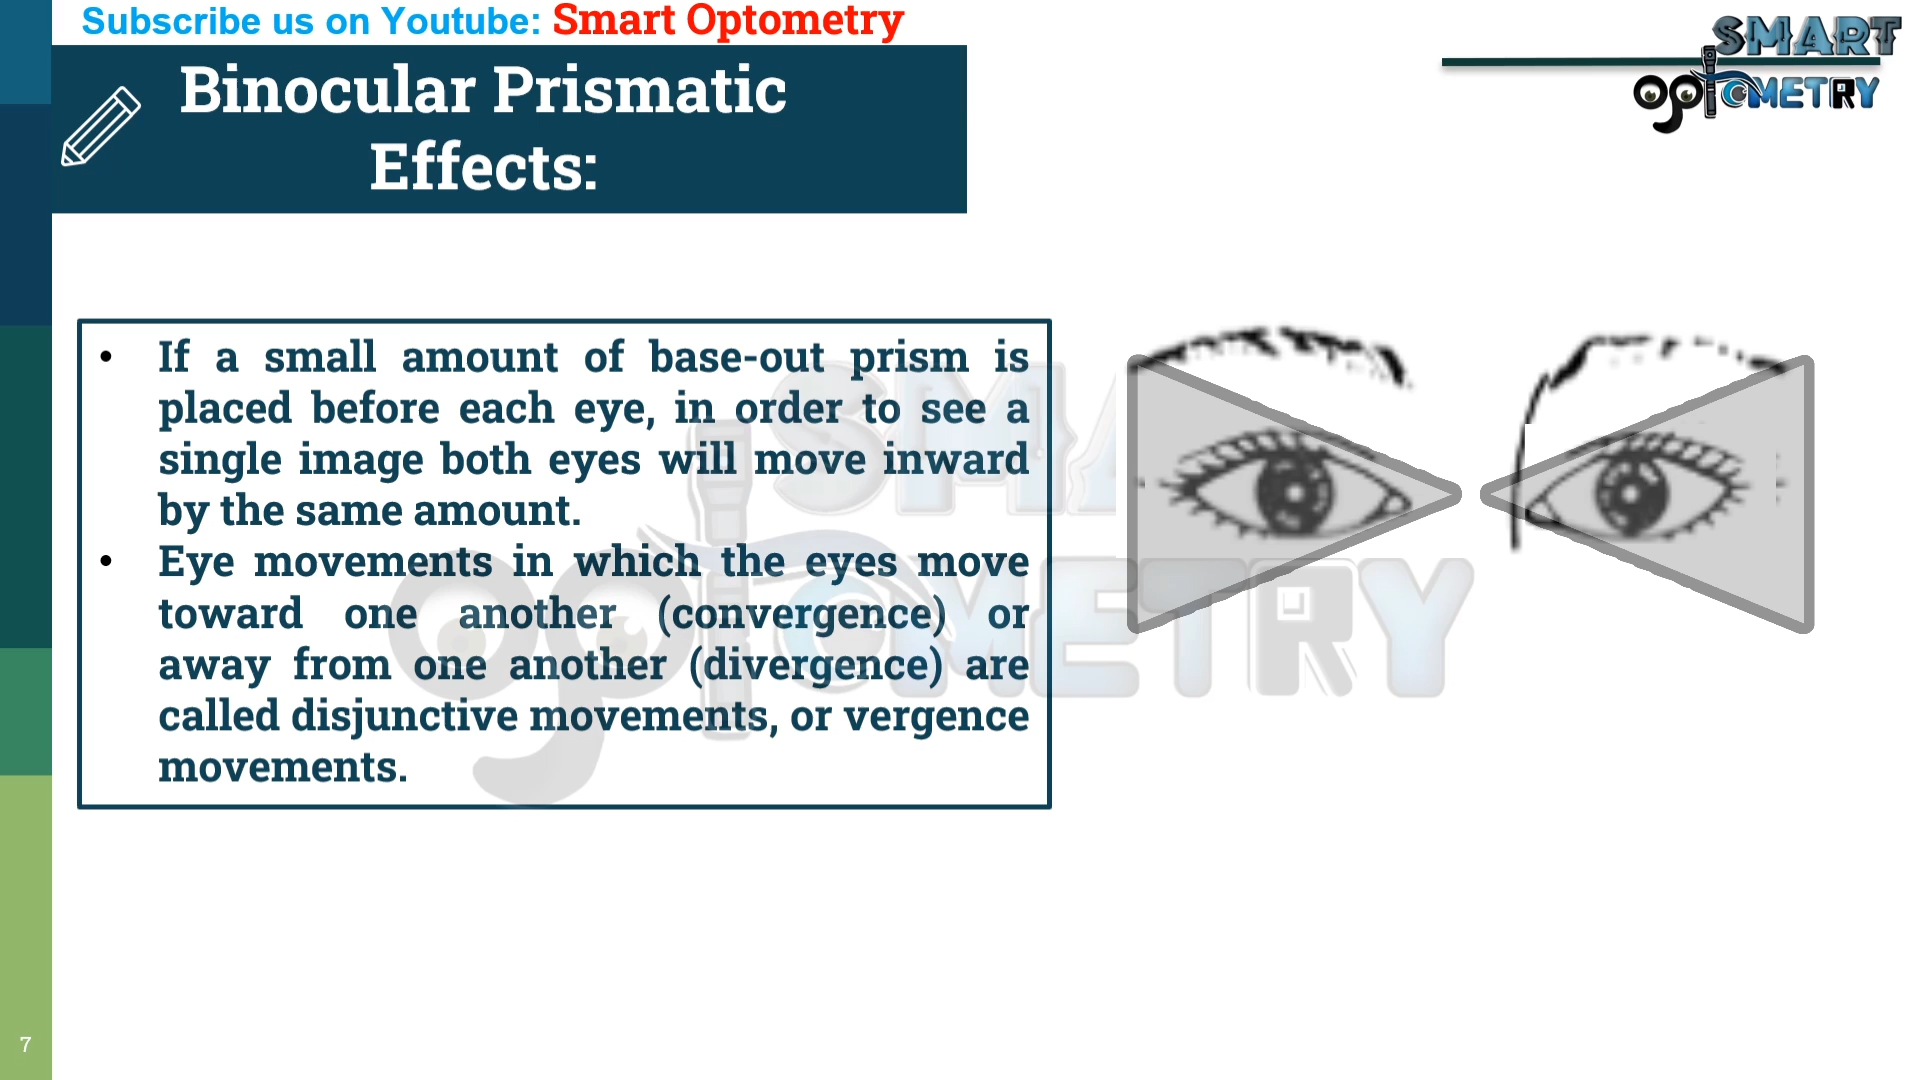 Subscribe us on Youtube: Smart Optometry
SMART
OptOMETRY
Binocular Prismatic
Effects:
• If a small amount of base-out prism is
placed before each eye, in order to see a
single image both eyes will move inward
by the same amount.
• Eye movements in which the eyes move
toward one another (convergence) or
away from one another (divergence) are
called disjunctive movements, or vergence
movements.
SMA
OptOMETRY
7